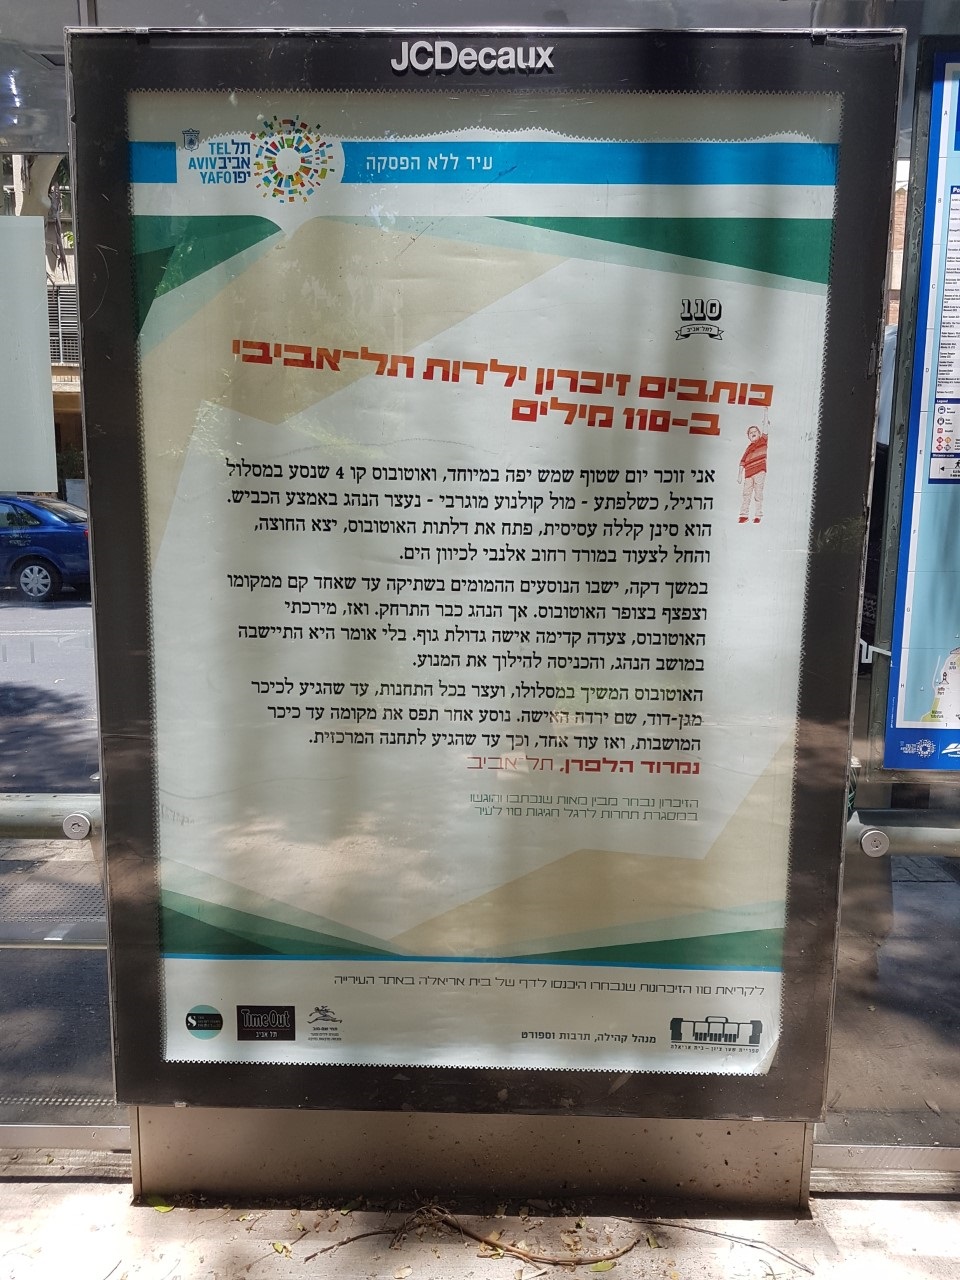 JCDecaux
תל TEL
אביב AVIV
יפו YAFO
עיר ללא הפסקה
110
לתל-אביב
כותבים זיכרון ילדות תל-אביבי
ב-110 מילים
אני זוכר יום שטוף שמש יפה במיוחד, ואוטובוס קו 4 שנסע במסלול
הרגיל, כשלפתע - מול קולנוע מוגרבי - נעצר הנהג באמצע הכביש.
הוא סינן קללה עסיסית, פתח את דלתות האוטובוס, יצא החוצה,
והחל לצעוד במורד רחוב אלנבי לכיוון הים.
במשך דקה, ישבו הנוסעים ההמומים בשתיקה עד שאחד קם ממקומו
וצפצף בצופר האוטובוס. אך הנהג כבר התרחק. ואז, מירכתי
האוטובוס, צעדה קדימה אישה גדולת גוף. בלי אומר היא התיישבה
במושב הנהג, והכניסה להילוך את המנוע.
האוטובוס המשיך במסלולו, ועצר בכל התחנות, עד שהגיע לכיכר
מגן-דוד, שם ירדה האישה. נוסע אחר תפס את מקומה עד כיכר
המושבות, ואז עוד אחד, וכך עד שהגיע לתחנה המרכזית.
נמרוד הלפרן, תל-אביב
הזיכרון נבחר מבין מאות שנכתבו והוגשו
במסגרת תחרות לרגל חגיגות 110 לעיר
לקריאת 110 הזיכרונות שנבחרו היכנסו לדף של בית אריאלה באתר העירייה
מנהל קהילה, תרבות וספורט
ספריית שער ציון – בית אריאלה
TimeOut
תל אביב